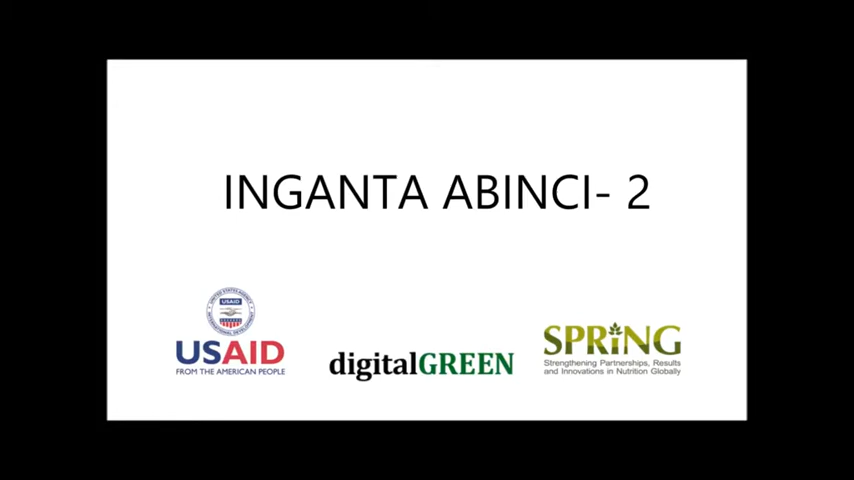 INGANTA ABINCI- 2
USAID
USAID
FROM THE AMERICAN PEOPLE
digitalGREEN
SPRING
Strengthening Partnerships, Results
and Innovations in Nutrition Globally